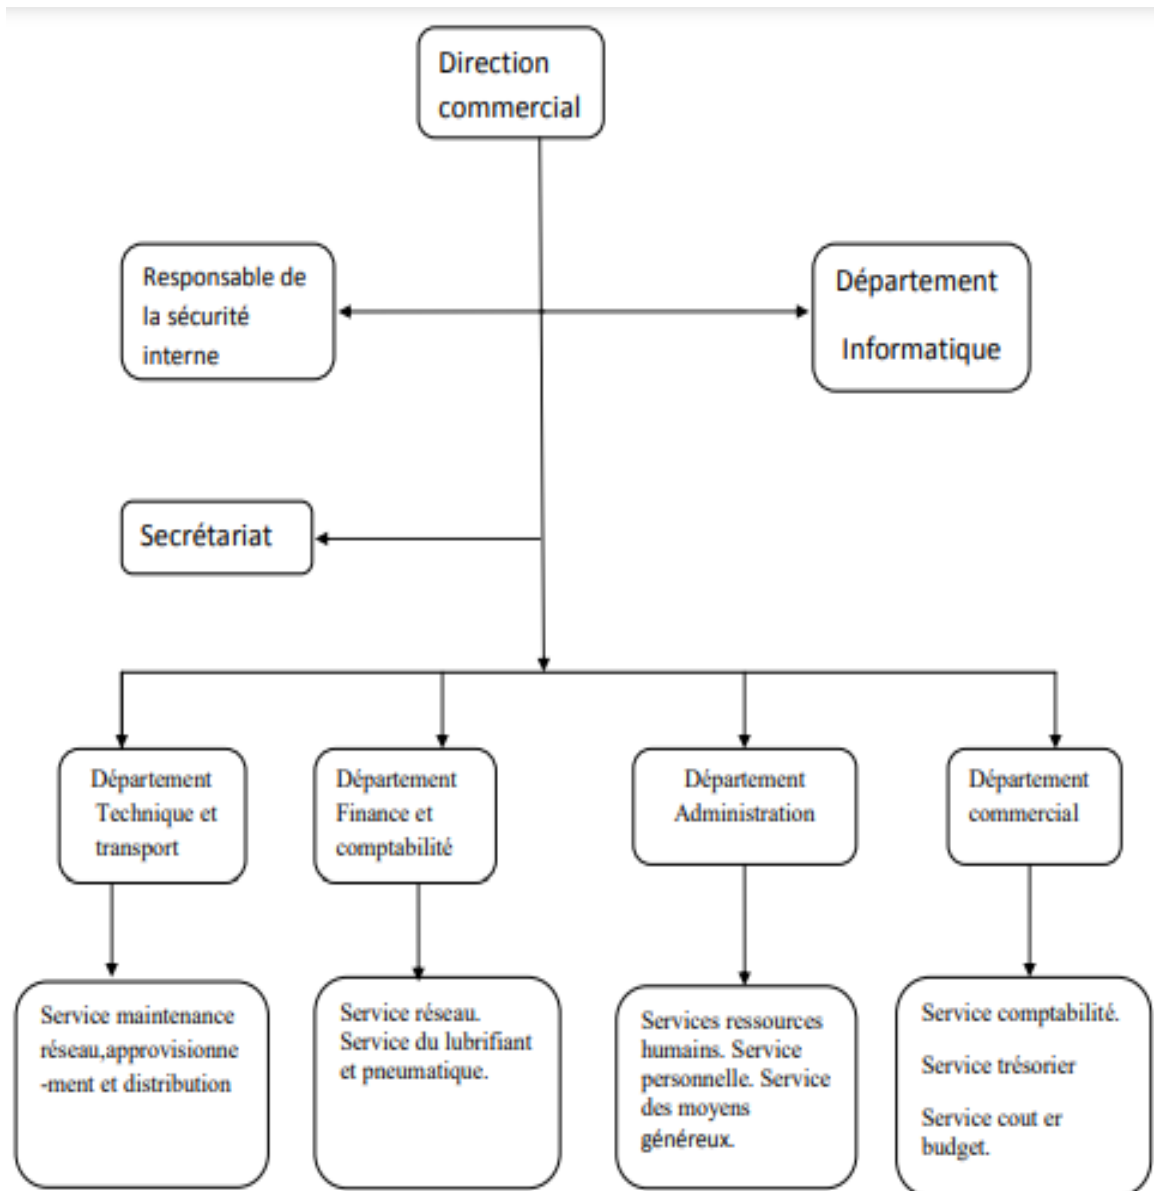 Direction
commercial
Responsable de
la sécurité
interne
Département
Informatique
Secrétariat
Département
Technique et
transport
Département
Finance et
comptabilité
Département
Administration
Département
commercial
Service maintenance
réseau,approvisionne
-ment et distribution
Service réseau.
Service du lubrifiant
et pneumatique.
Services ressources
humains. Service
personnelle. Service
des moyens
généreux.
Service comptabilité.
Service trésorier
Service cout er
budget.